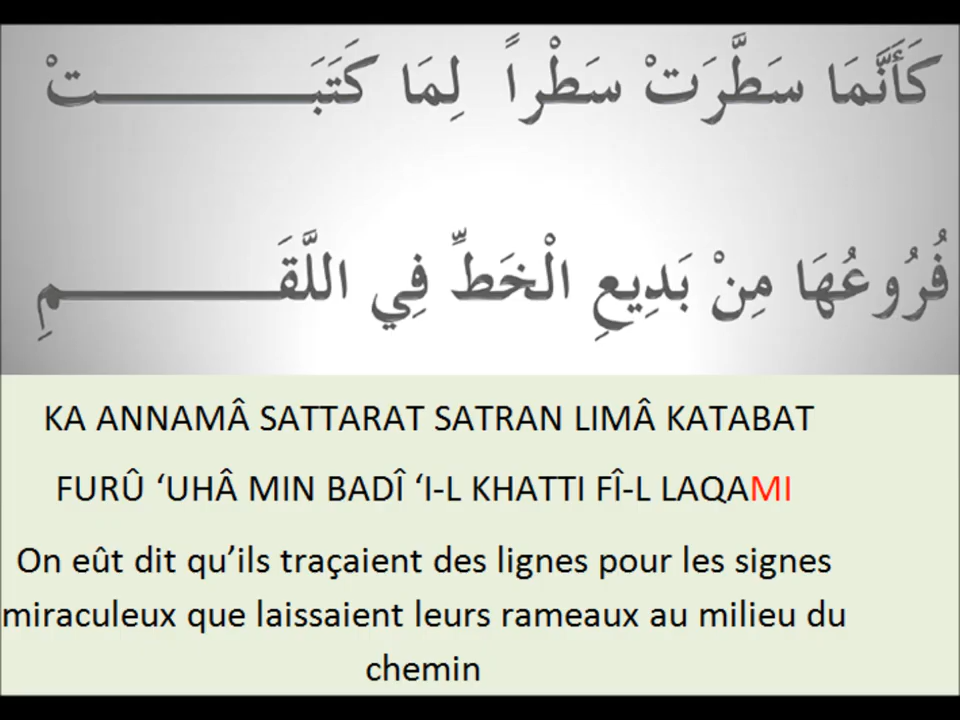 كَأَنَّمَا سَطَّرَتْ سَطْراً لِمَا كَتَبَـــــــتْ
فُرُوعُهَا مِنْ بَدِيعِ الْخَطِّ فِي اللَّقَـــــــمِ
KA ANNAMÂ SATTARAT SATRAN LIMÂ KATABAT
FURÛ ‘UHÂ MIN BADÎ ‘I-L KHATTI FÎ-L LAQAMI
On eût dit qu’ils traçaient des lignes pour les signes
miraculeux que laissaient leurs rameaux au milieu du
chemin